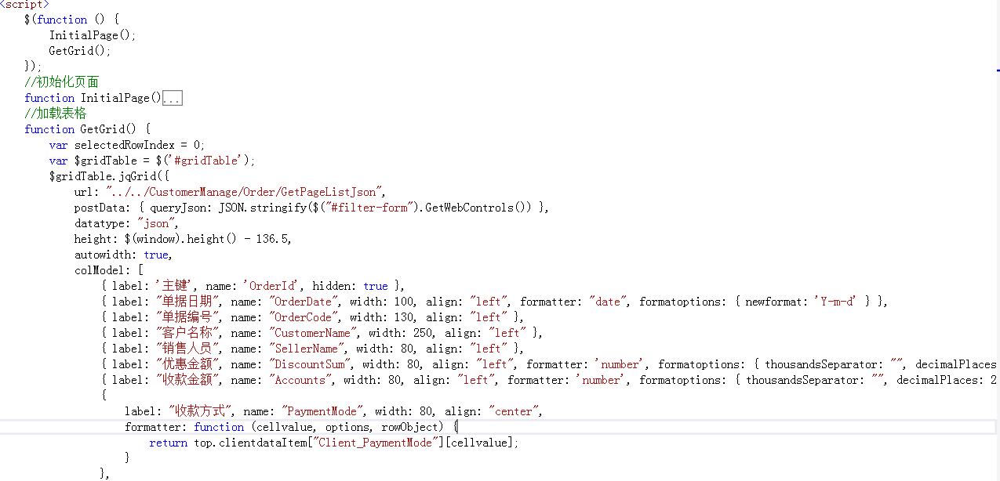 <script>
$(function () {
InitialPage();
GetGrid();
});
//初始化页面
function InitialPage()...
//加载表格
function GetGrid() {
var selectedRowIndex = 0;
var $gridTable = $('#gridTable');
$gridTable.jqGrid({
url: "../../CustomerManage/Order/GetPageListJson",
postData: { queryJson: JSON.stringify($("#filter-form").GetWebControls()) },
datatype: "json",
height: $(window).height() - 136.5,
autowidth: true,
colModel: [
{ label: '主键', name: 'OrderId', hidden: true },
{ label: "单据日期", name: "OrderDate", width: 100, align: "left", formatter: "date", formatoptions: { newformat: 'Y-m-d' } },
{ label: "单据编号", name: "OrderCode", width: 130, align: "left" },
{ label: "客户名称", name: "CustomerName", width: 250, align: "left" },
{ label: "销售人员", name: "SellerName", width: 80, align: "left" },
{ label: "优惠金额", name: "DiscountSum", width: 80, align: "left", formatter: 'number', formatoptions: { thousandsSeparator: "", decimalPlaces
{ label: "收款金额", name: "Accounts", width: 80, align: "left", formatter: 'number', formatoptions: { thousandsSeparator: "", decimalPlaces: 2
{
label: "收款方式", name: "PaymentMode", width: 80, align: "center",
formatter: function (cellvalue, options, rowObject) {
return top.clientdataItem["Client_PaymentMode"][cellvalue];
}
},